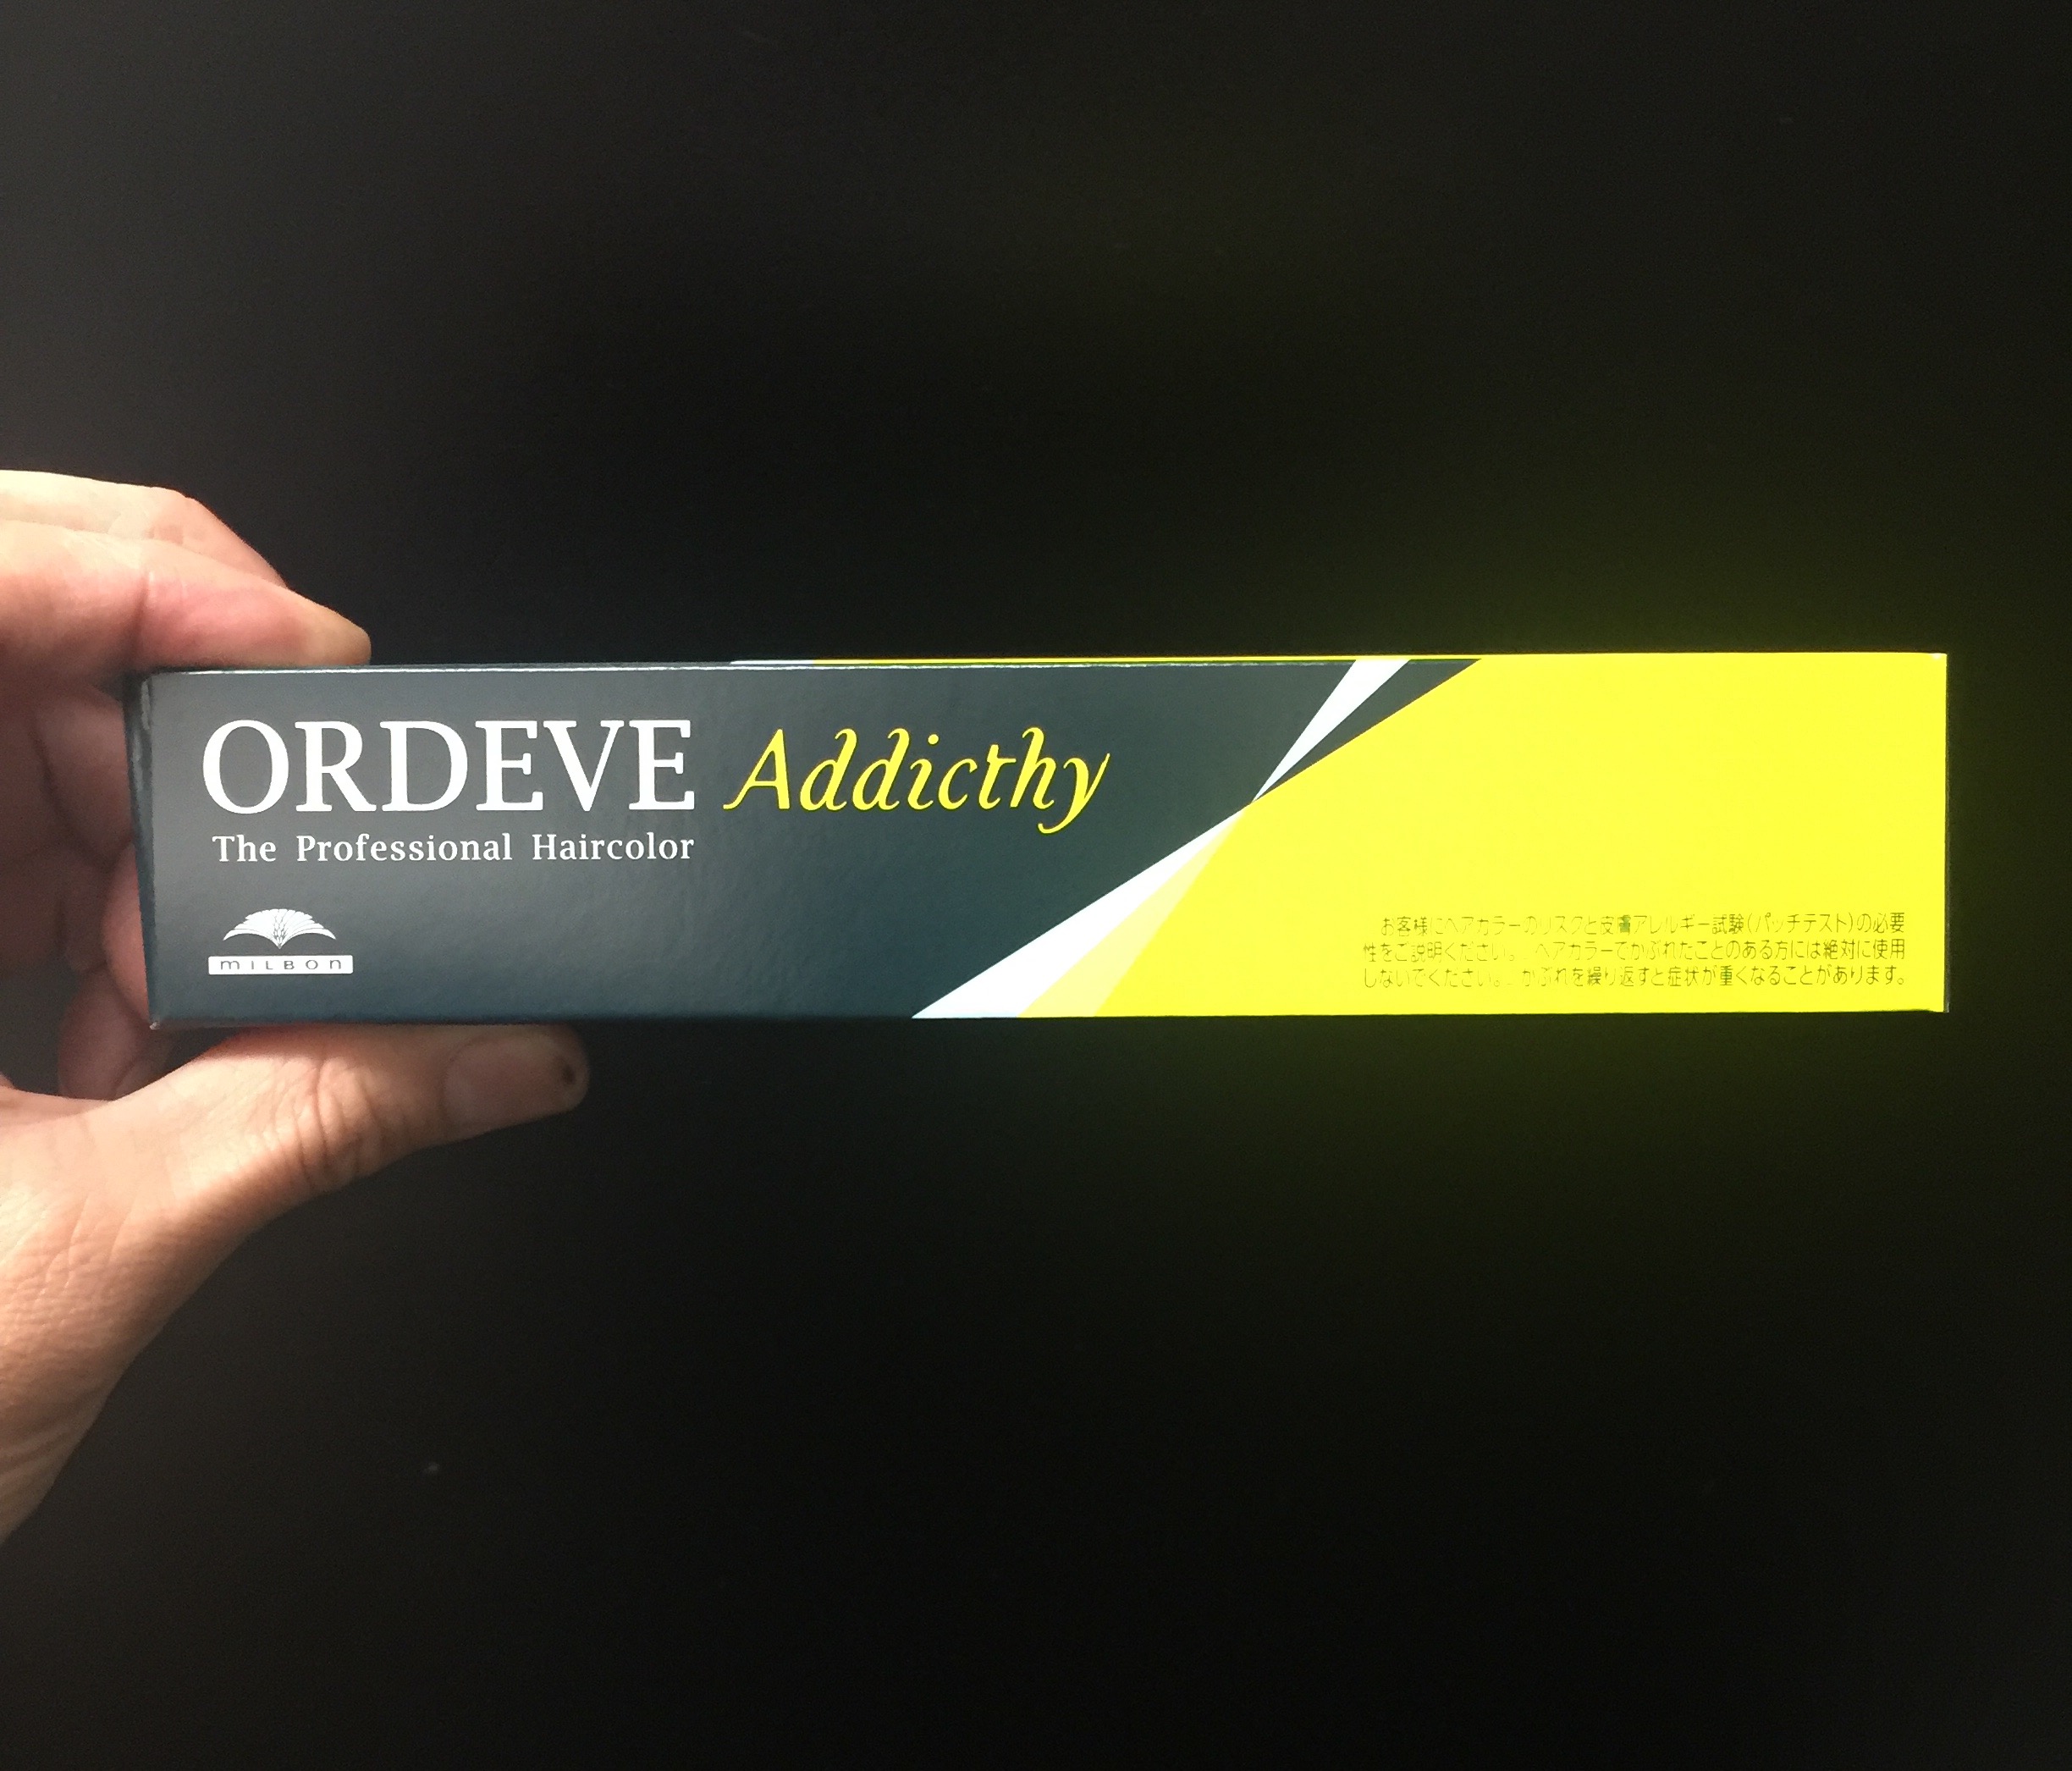 ORDEVE Addicthy
The Professional Haircolor
MILBON
お客様にヘアカラーのリスクと皮膚アレルギー試験(パッチテスト)の必要
性をご説明ください。 ヘアカラーでかぶれたことのある方には絶対に使用
しないでください。 かぶれを繰り返すと症状が重くなることがあります。